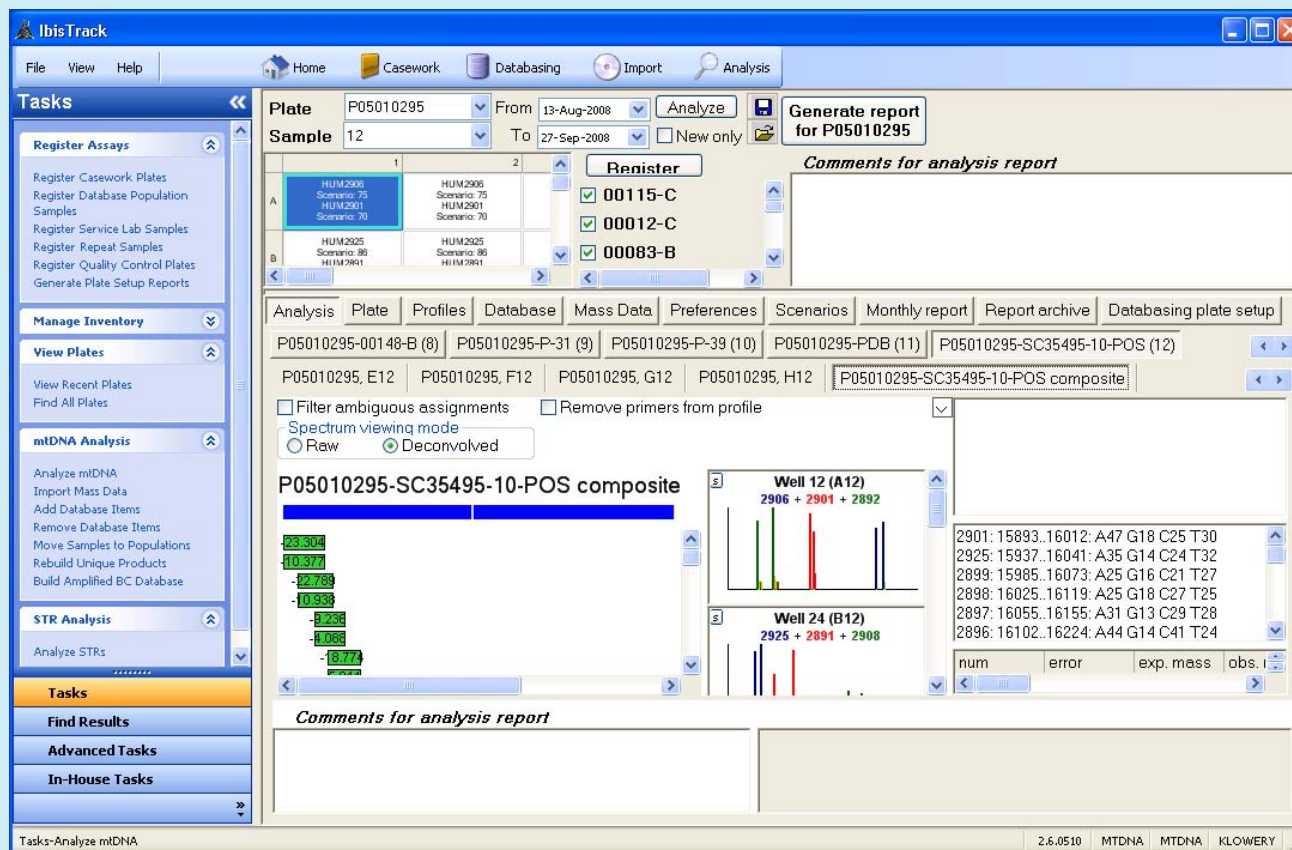 IbisTrack
File View Help Home Casework Databasing Import Analysis
Tasks
Register Assays
Register Casework Plates
Register Database Population
Samples
Register Service Lab Samples
Register Repeat Samples
Register Quality Control Plates
Generate Plate Setup Reports
Manage Inventory
View Plates
View Recent Plates
Find All Plates
mtDNA Analysis
Analyze mtDNA
Import Mass Data
Add Database Items
Remove Database Items
Move Samples to Populations
Rebuild Unique Products
Build Amplified BC Database
STR Analysis
Analyze STRs
Tasks
Find Results
Advanced Tasks
In-House Tasks
Plate P05010295 From 13-Aug-2008 Analyze
Sample 12 To 27-Sep-2008 New only
Generate report
for P05010295
1 2
A
HUM2906 HUM2906
Scenario: 75 Scenario: 75
HUM2901 HUM2901
Scenario: 70 Scenario: 70
B
HUM2925 HUM2925
Scenario: 86 Scenario: 86
HUM2891 HUM2891
Register
00115-C
00012-C
00083-B
Comments for analysis report
Analysis Plate Profiles Database Mass Data Preferences Scenarios Monthly report Report archive Databasing plate setup
P05010295-00148-B (8) P05010295-P-31 (9) P05010295-P-39 (10) P05010295-PDB (11) P05010295-SC35495-10-POS (12)
P05010295, E12 P05010295, F12 P05010295, G12 P05010295, H12 P05010295-SC35495-10-POS composite
Filter ambiguous assignments Remove primers from profile
Spectrum viewing mode
Raw Deconvolved
P05010295-SC35495-10-POS composite
-23.304
-10.377
-22.789
-10.938
-9.236
-4.086
-18.774
s Well 12 (A12)
2906 + 2901 + 2892
s Well 24 (B12)
2925 + 2891 + 2908
2901: 15893..16012: A47 G18 C25 T30
2925: 15937..16041: A35 G14 C24 T32
2899: 15985..16073: A25 G16 C21 T27
2898: 16025..16119: A25 G18 C27 T25
2897: 16055..16155: A31 G13 C29 T28
2896: 16102..16224: A44 G14 C41 T24
num error exp. mass obs.
Comments for analysis report
Tasks-Analyze mtDNA 2.6.0510 MTDNA MTDNA KLOWERY